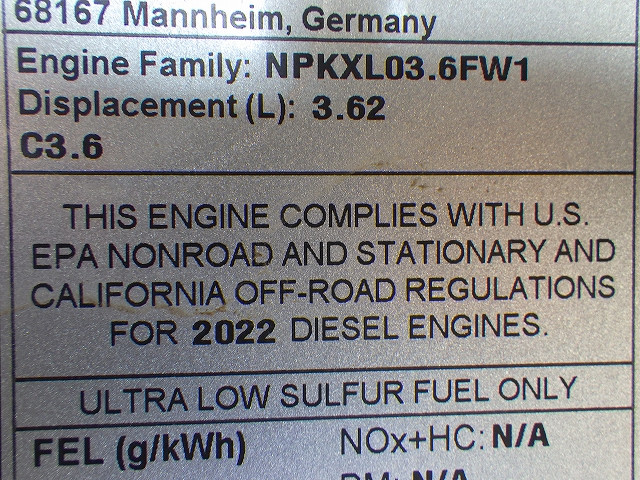 68167 Mannheim, Germany
Engine Family: NPKXL03.6FW1
Displacement (L): 3.62
C3.6
THIS ENGINE COMPLIES WITH U.S.
EPA NONROAD AND STATIONARY AND
CALIFORNIA OFF-ROAD REGULATIONS
FOR 2022 DIESEL ENGINES.
ULTRA LOW SULFUR FUEL ONLY
FEL (g/kWh) NOx+HC: N/A
PM: N/A